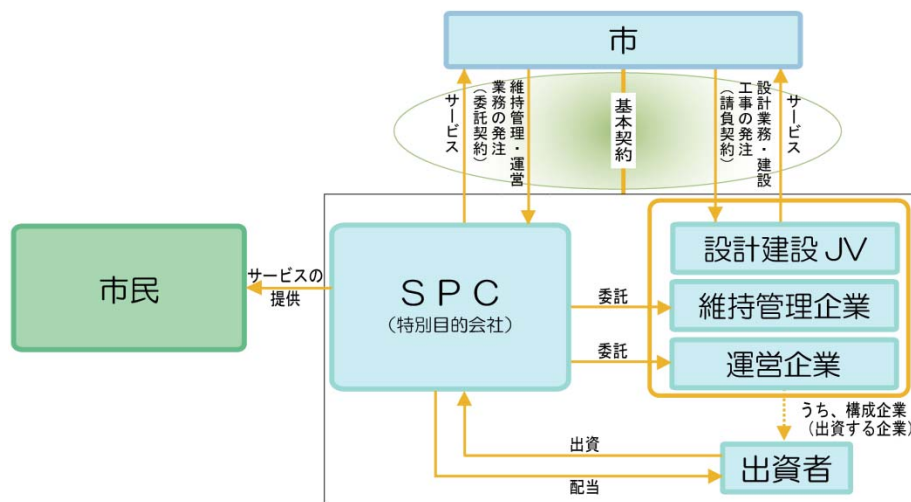 市
サービス
維持管理・運営
業務の発注
（委託契約）
基本契約
設計業務・建設
工事の発注
（請負契約）
サービス
市民
サービスの
提供
ＳＰＣ
（特別目的会社）
委託
委託
設計建設 JV
維持管理企業
運営企業
うち、構成企業
（出資する企業）
出資
配当
出資者